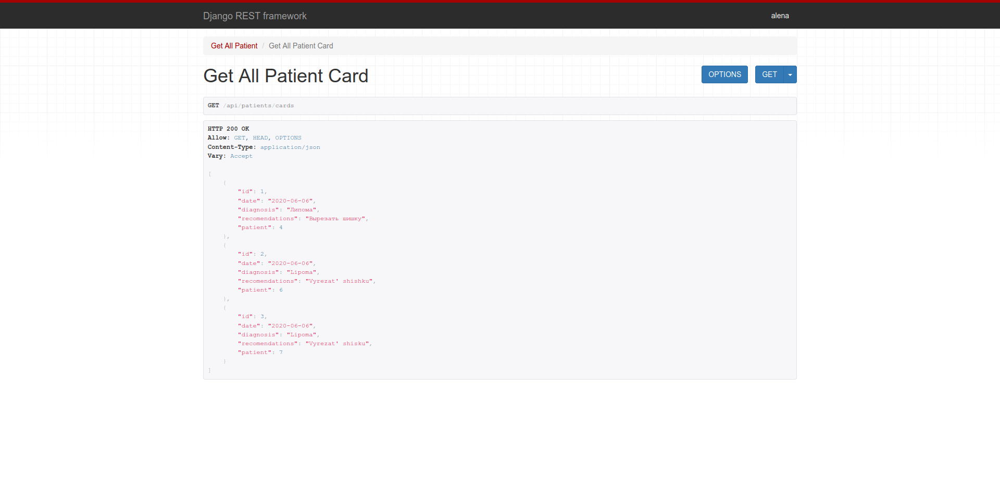 Django REST framework
alena
Get All Patient / Get All Patient Card
Get All Patient Card
OPTIONS
GET
GET /api/patients/cards
HTTP 200 OK
Allow: GET, HEAD, OPTIONS
Content-Type: application/json
Vary: Accept
[
    {
        "id": 1,
        "date": "2020-06-06",
        "diagnosis": "Липома",
        "recomendations": "Вырезать шишку",
        "patient": 4
    },
    {
        "id": 2,
        "date": "2020-06-06",
        "diagnosis": "Lipoma",
        "recomendations": "Vyrezat' shishku",
        "patient": 6
    },
    {
        "id": 3,
        "date": "2020-06-06",
        "diagnosis": "Lipoma",
        "recomendations": "Vyrezat' shisku",
        "patient": 7
    }
]